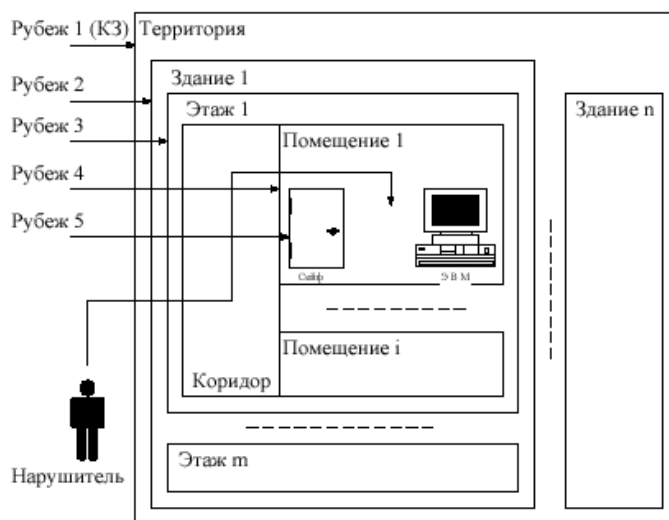 Рубеж 1 (КЗ)
Территория
Рубеж 2
Здание 1
Рубеж 3
Этаж 1
Здание n
Рубеж 4
Помещение 1
Рубеж 5
Сейф
ЭВМ
Помещение i
Коридор
Нарушитель
Этаж m